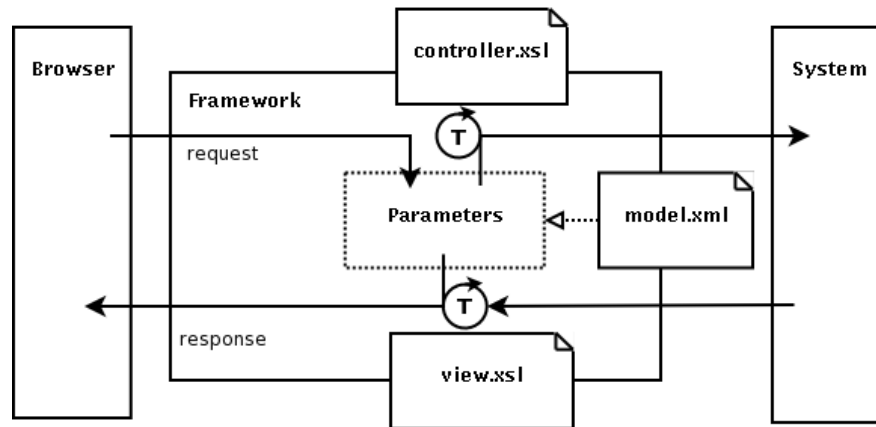 controller.xsl
Browser
System
Framework
T
request
Parameters
model.xml
T
response
view.xsl